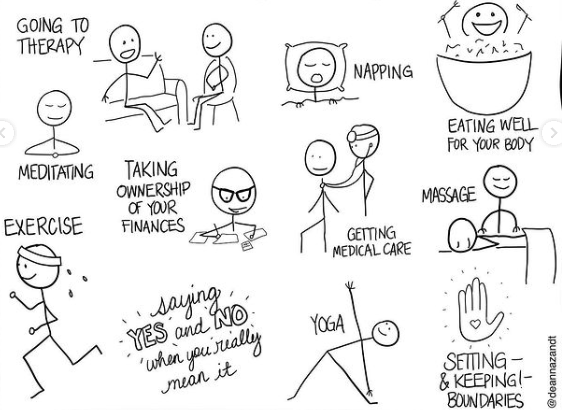 GOING TO
THERAPY
NAPPING
EATING WELL
FOR YOUR BODY
MEDITATING
TAKING
OWNERSHIP
OF YOUR
FINANCES
GETTING
MEDICAL CARE
MASSAGE
EXERCISE
saying
YES and NO
when you really
mean it
YOGA
SETTING -
& KEEPING! -
BOUNDARIES
@deannazandt